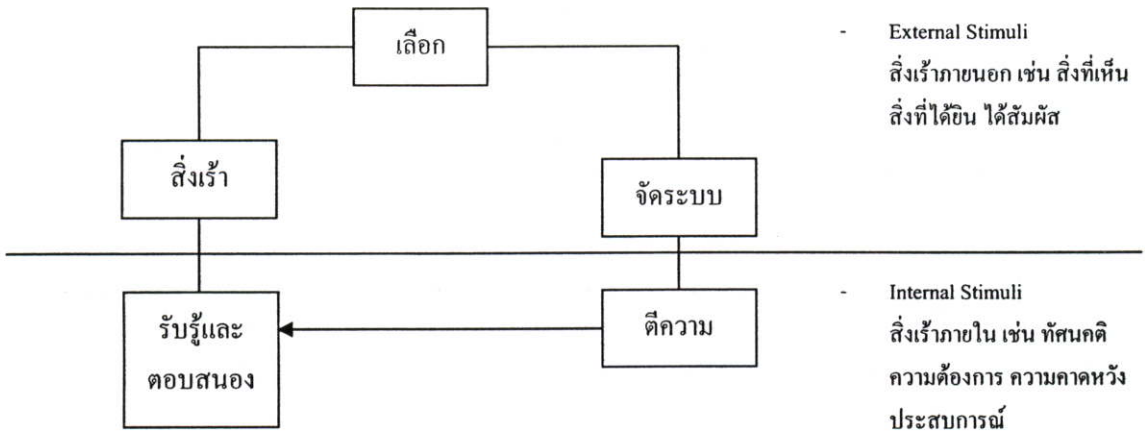 เลือก
สิ่งเร้า
จัดระบบ
- External Stimuli
สิ่งเร้าภายนอก เช่น สิ่งที่เห็น
สิ่งที่ได้ยิน ได้สัมผัส
รับรู้และ
ตอบสนอง
ตีความ
- Internal Stimuli
สิ่งเร้าภายใน เช่น ทัศนคติ
ความต้องการ ความคาดหวัง
ประสบการณ์